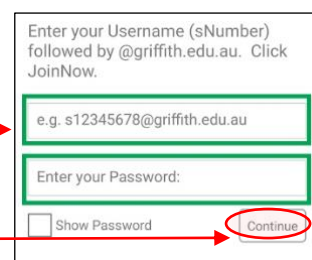 Enter your Username (sNumber)
followed by @griffith.edu.au. Click
JoinNow.
e.g. s12345678@griffith.edu.au
Enter your Password:
Show Password Continue